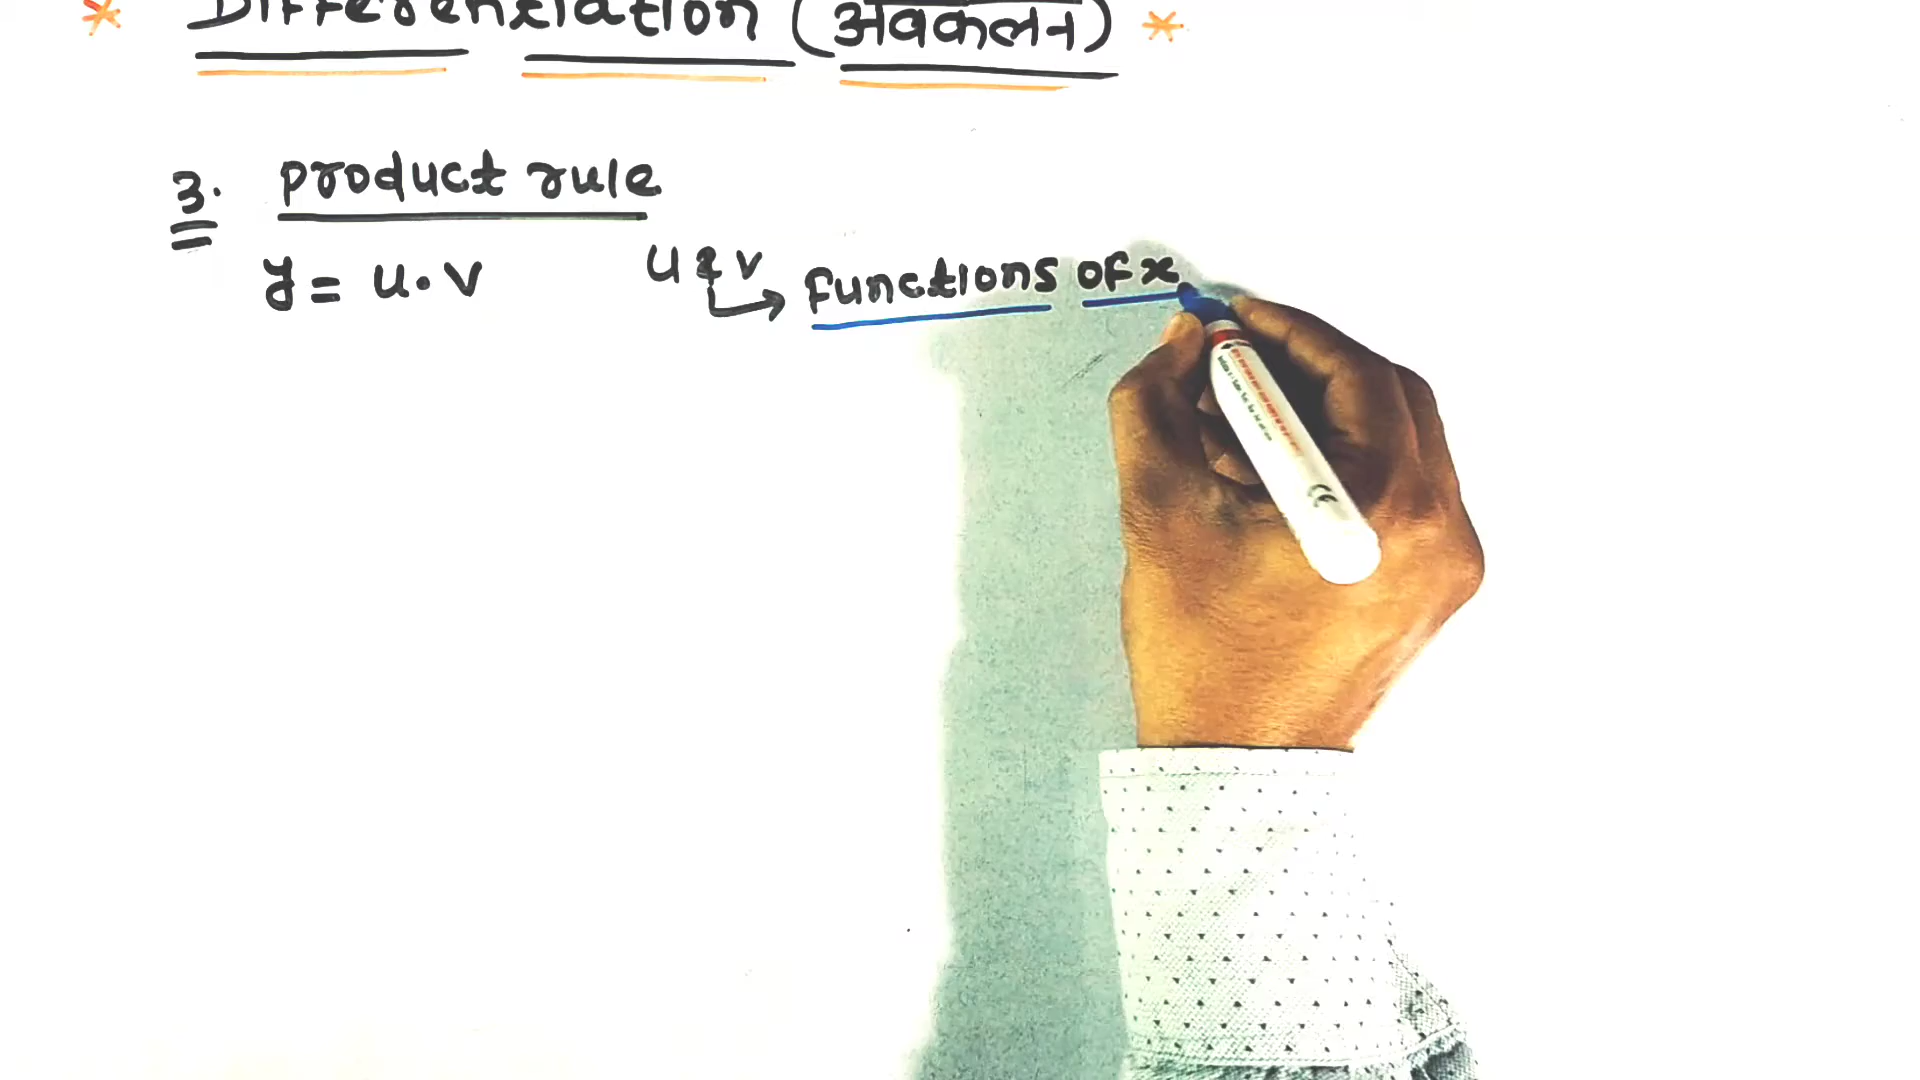 * Differentiation (अवकलन) *
3. product rule
y = u·v u & v → functions of x